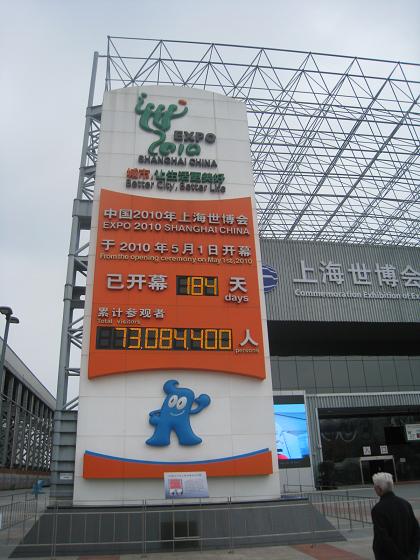 EXPO
2010
SHANGHAI CHINA
城市,让生活更美好
Better City, Better Life
中国2010年上海世博会
EXPO 2010 SHANGHAI CHINA
于2010年5月1日开幕
From the opening ceremony on May 1st, 2010
已开幕 184 天
days
累计参观者
Total visitors
73,084,400 人
persons
上海世博会
Commemoration Exhibition of